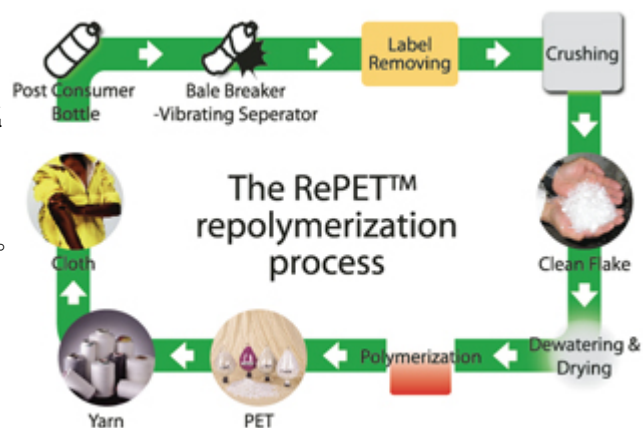 Post Consumer
Bottle
Bale Breaker
-Vibrating Seperator
Label
Removing
Crushing
The RePET™
repolymerization
process
Cloth
Clean Flake
Yarn
PET
Polymerization
Dewatering &
Drying